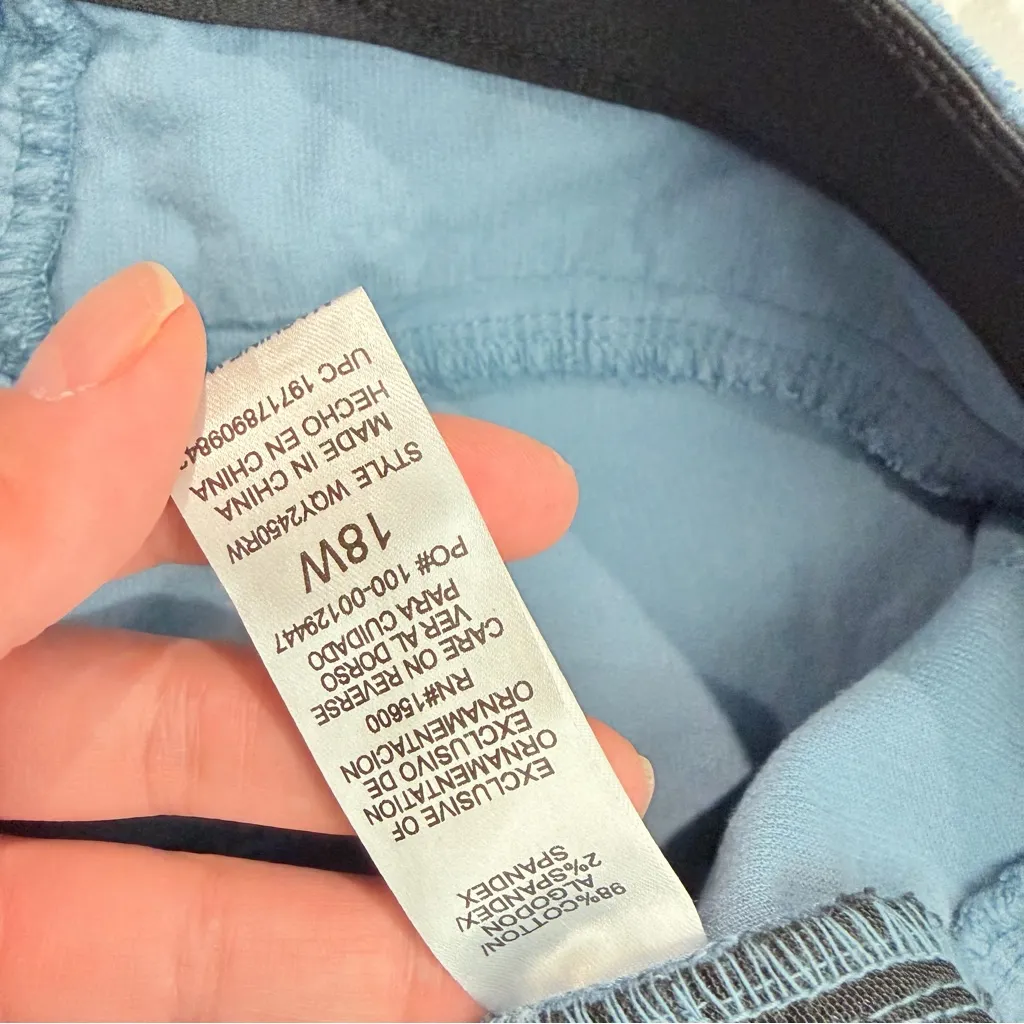 98%COTTON/
ALGODON
2%SPANDEX/
SPANDEX
EXCLUSIVE OF
ORNAMENTATION
EXCLUSIVO DE
ORNAMENTACION
RN#15600
CARE ON REVERSE
VER AL DORSO
PARA CUIDADO
PO# 100-00129447
18W
STYLE WQY2450RW
MADE IN CHINA
HECHO EN CHINA
UPC